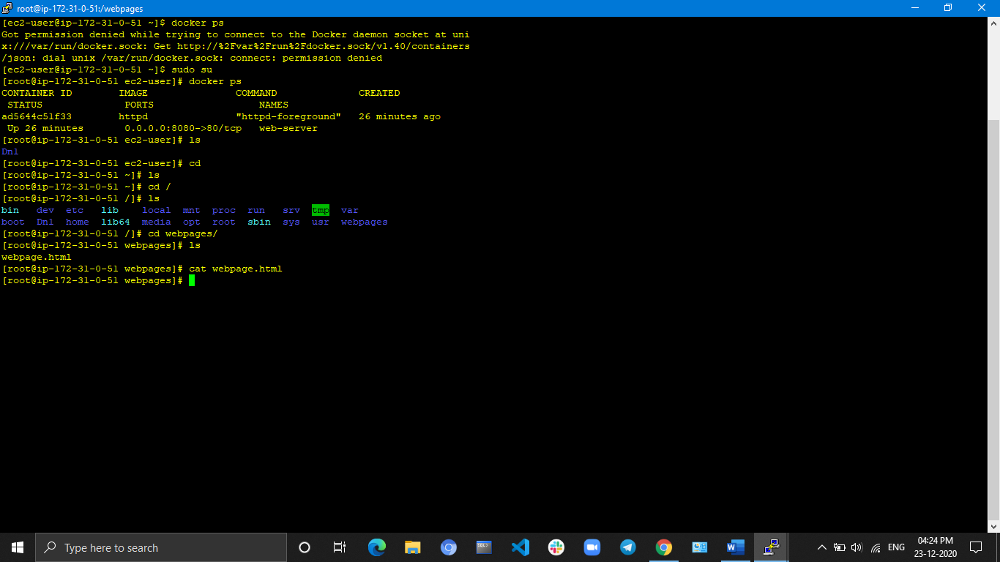 root@ip-172-31-0-51:/webpages
[ec2-user@ip-172-31-0-51 ~]$ docker ps
Got permission denied while trying to connect to the Docker daemon socket at uni
x:///var/run/docker.sock: Get http://%2Fvar%2Frun%2Fdocker.sock/v1.40/containers
/json: dial unix /var/run/docker.sock: connect: permission denied
[ec2-user@ip-172-31-0-51 ~]$ sudo su
[root@ip-172-31-0-51 ec2-user]# docker ps
CONTAINER ID        IMAGE               COMMAND              CREATED
 STATUS              PORTS                  NAMES
ad5644c51f33        httpd               "httpd-foreground"   26 minutes ago
 Up 26 minutes       0.0.0.0:8080->80/tcp   web-server
[root@ip-172-31-0-51 ec2-user]# ls
Dnl
[root@ip-172-31-0-51 ec2-user]# cd
[root@ip-172-31-0-51 ~]# ls
[root@ip-172-31-0-51 ~]# cd /
[root@ip-172-31-0-51 /]# ls
bin   dev  etc   lib    local  mnt  proc  run   srv  tmp  var
boot  Dnl  home  lib64  media  opt  root  sbin  sys  usr  webpages
[root@ip-172-31-0-51 /]# cd webpages/
[root@ip-172-31-0-51 webpages]# ls
webpage.html
[root@ip-172-31-0-51 webpages]# cat webpage.html
[root@ip-172-31-0-51 webpages]#
Type here to search
ENG
04:24 PM
23-12-2020